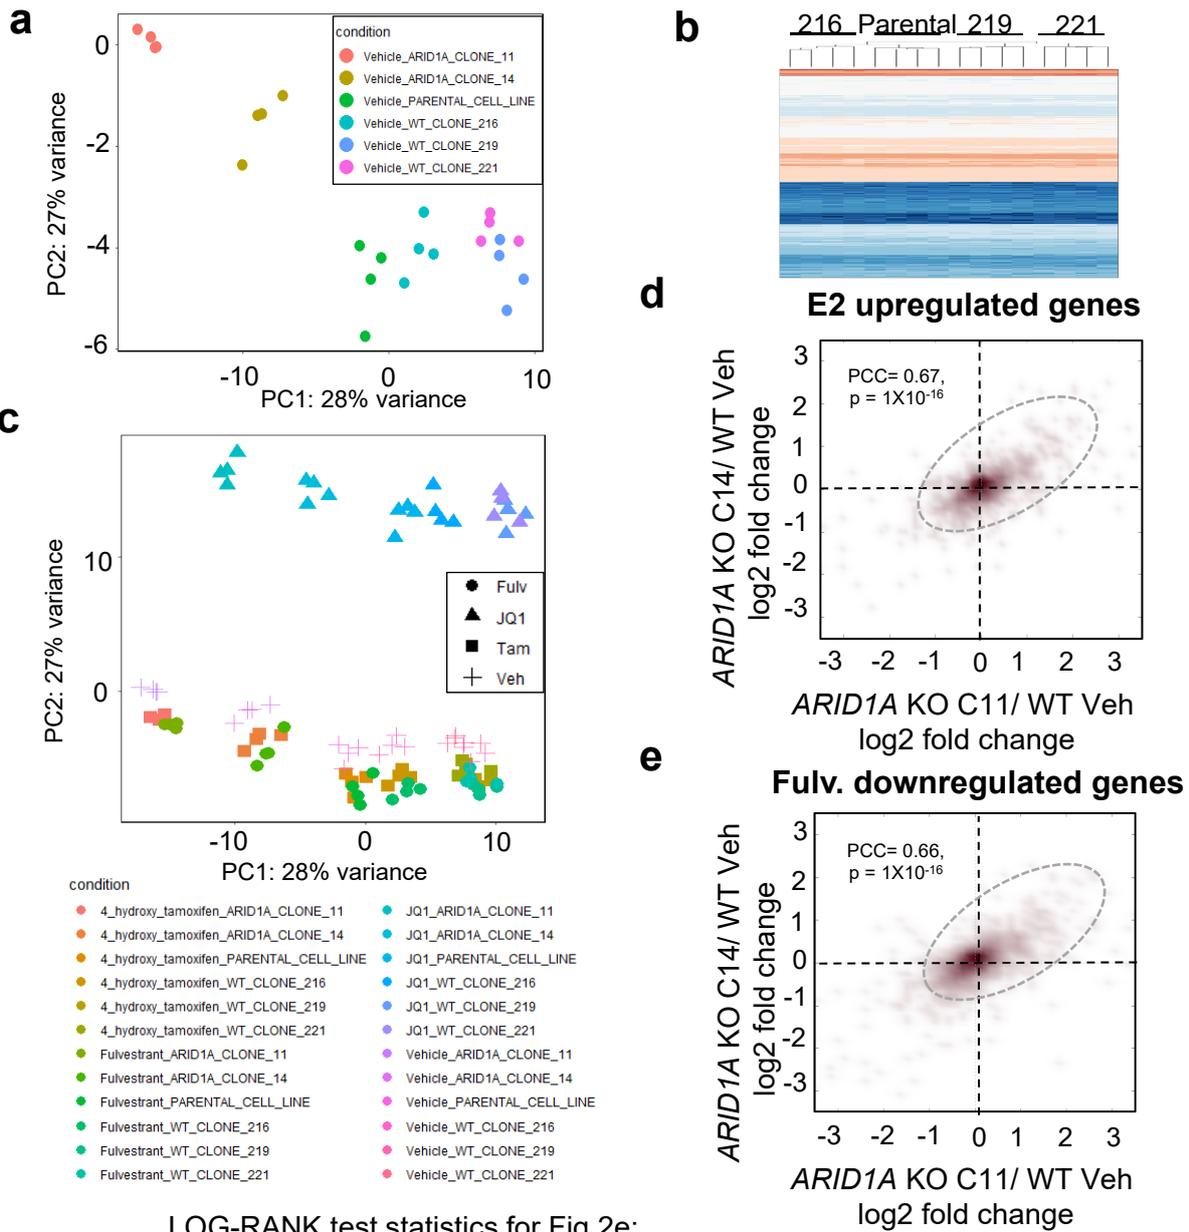 a
0
-2
-4
-6
PC2: 27% variance
condition
Vehicle_ARID1A_CLONE_11
Vehicle_ARID1A_CLONE_14
Vehicle_PARENTAL_CELL_LINE
Vehicle_WT_CLONE_216
Vehicle_WT_CLONE_219
Vehicle_WT_CLONE_221
-10 0 10
PC1: 28% variance
b
216 Parental 219 221
c
10
0
PC2: 27% variance
Fulv
JQ1
Tam
Veh
-10 0 10
PC1: 28% variance
condition
4_hydroxy_tamoxifen_ARID1A_CLONE_11
4_hydroxy_tamoxifen_ARID1A_CLONE_14
4_hydroxy_tamoxifen_PARENTAL_CELL_LINE
4_hydroxy_tamoxifen_WT_CLONE_216
4_hydroxy_tamoxifen_WT_CLONE_219
4_hydroxy_tamoxifen_WT_CLONE_221
Fulvestrant_ARID1A_CLONE_11
Fulvestrant_ARID1A_CLONE_14
Fulvestrant_PARENTAL_CELL_LINE
Fulvestrant_WT_CLONE_216
Fulvestrant_WT_CLONE_219
Fulvestrant_WT_CLONE_221
JQ1_ARID1A_CLONE_11
JQ1_ARID1A_CLONE_14
JQ1_PARENTAL_CELL_LINE
JQ1_WT_CLONE_216
JQ1_WT_CLONE_219
JQ1_WT_CLONE_221
Vehicle_ARID1A_CLONE_11
Vehicle_ARID1A_CLONE_14
Vehicle_PARENTAL_CELL_LINE
Vehicle_WT_CLONE_216
Vehicle_WT_CLONE_219
Vehicle_WT_CLONE_221
d
E2 upregulated genes
ARID1A KO C14/ WT Veh
log2 fold change
3
2
1
0
-1
-2
-3
PCC= 0.67,
p = 1X10⁻¹⁶
-3 -2 -1 0 1 2 3
ARID1A KO C11/ WT Veh
log2 fold change
e
Fulv. downregulated genes
ARID1A KO C14/ WT Veh
log2 fold change
3
2
1
0
-1
-2
-3
PCC= 0.66,
p = 1X10⁻¹⁶
-3 -2 -1 0 1 2 3
ARID1A KO C11/ WT Veh
log2 fold change
LOG-RANK test statistics for Fig 2e: